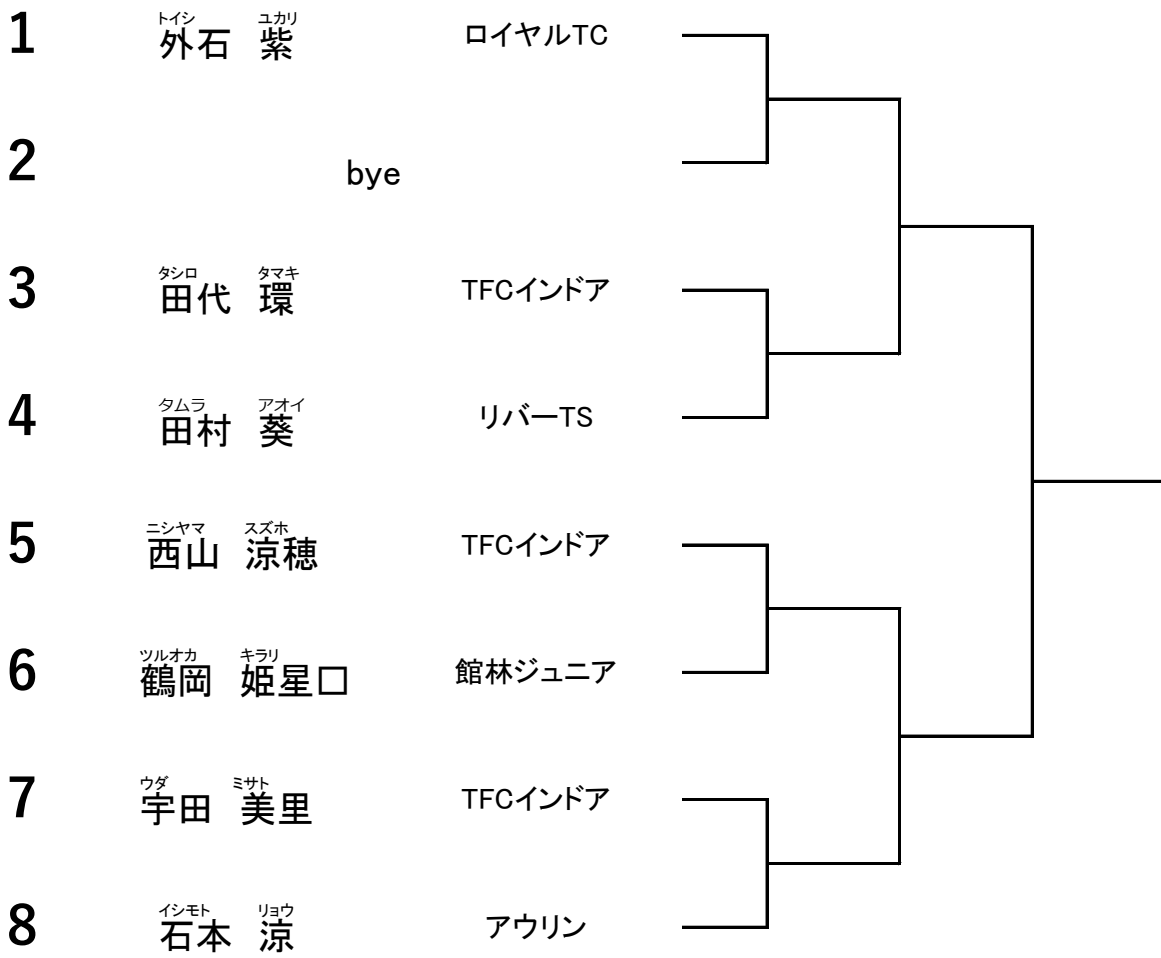 トイシ ユカリ
1 外石 紫 ロイヤルTC
2 bye
タシロ タマキ
3 田代 環 TFCインドア
タムラ アオイ
4 田村 葵 リバーTS
ニシヤマ スズホ
5 西山 涼穂 TFCインドア
ツルオカ キラリ
6 鶴岡 姫星□ 館林ジュニア
ウダ ミサト
7 宇田 美里 TFCインドア
イシモト リョウ
8 石本 涼 アウリン